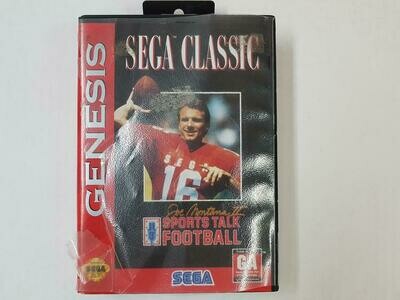 SEGA CLASSIC
GENESIS
SEGA
16
Joe Montana II
SPORTS TALK
FOOTBALL
SEGA
GA
SEGA